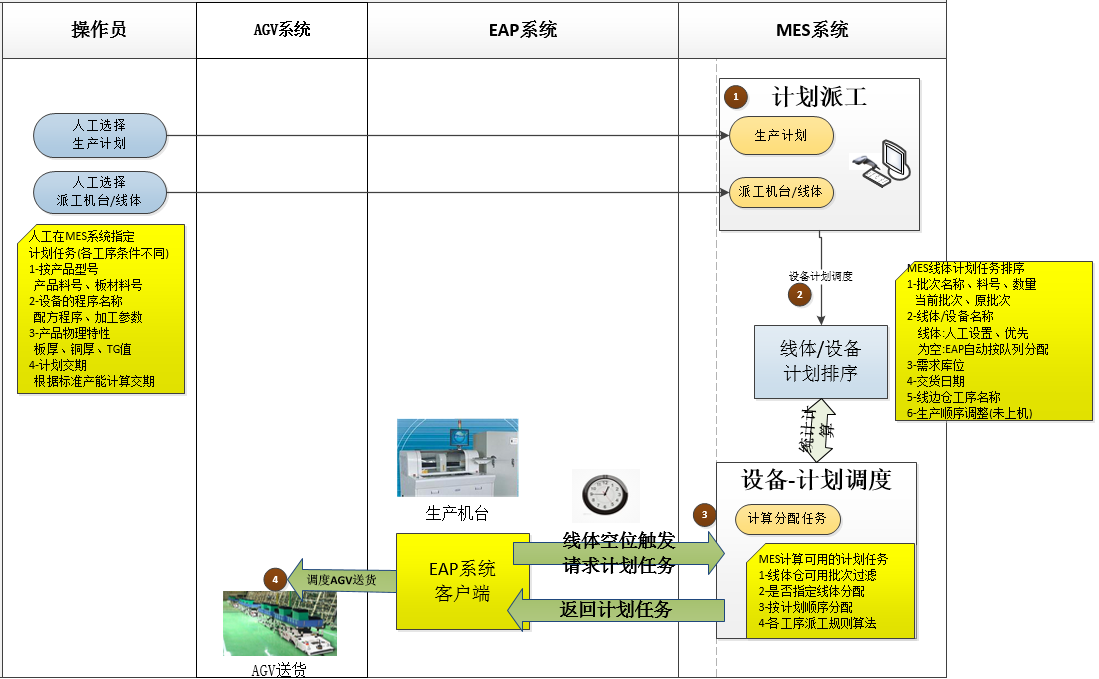 操作员
AGV系统
EAP系统
MES系统
1
计划派工
人工选择
生产计划
生产计划
人工选择
派工机台/线体
派工机台/线体
人工在MES系统指定
计划任务(各工序条件不同)
1-按产品型号
产品料号、板材料号
2-设备的程序名称
配方程序、加工参数
3-产品物理特性
板厚、铜厚、TG值
4-计划交期
根据标准产能计算交期
设备计划调度
2
MES线体计划任务排序
1-批次名称、料号、数量
当前批次、原批次
2-线体/设备名称
线体:人工设置、优先
为空:EAP自动按队列分配
3-需求库位
4-交货日期
5-线边仓工序名称
6-生产顺序调整(未上机)
线体/设备
计划排序
统计计
算
生产机台
3
设备-计划调度
计算分配任务
线体空位触发
请求计划任务
MES计算可用的计划任务
1-线体仓可用批次过滤
2-是否指定线体分配
3-按计划顺序分配
4-各工序派工规则算法
EAP系统
客户端
4
调度AGV送货
返回计划任务
AGV送货